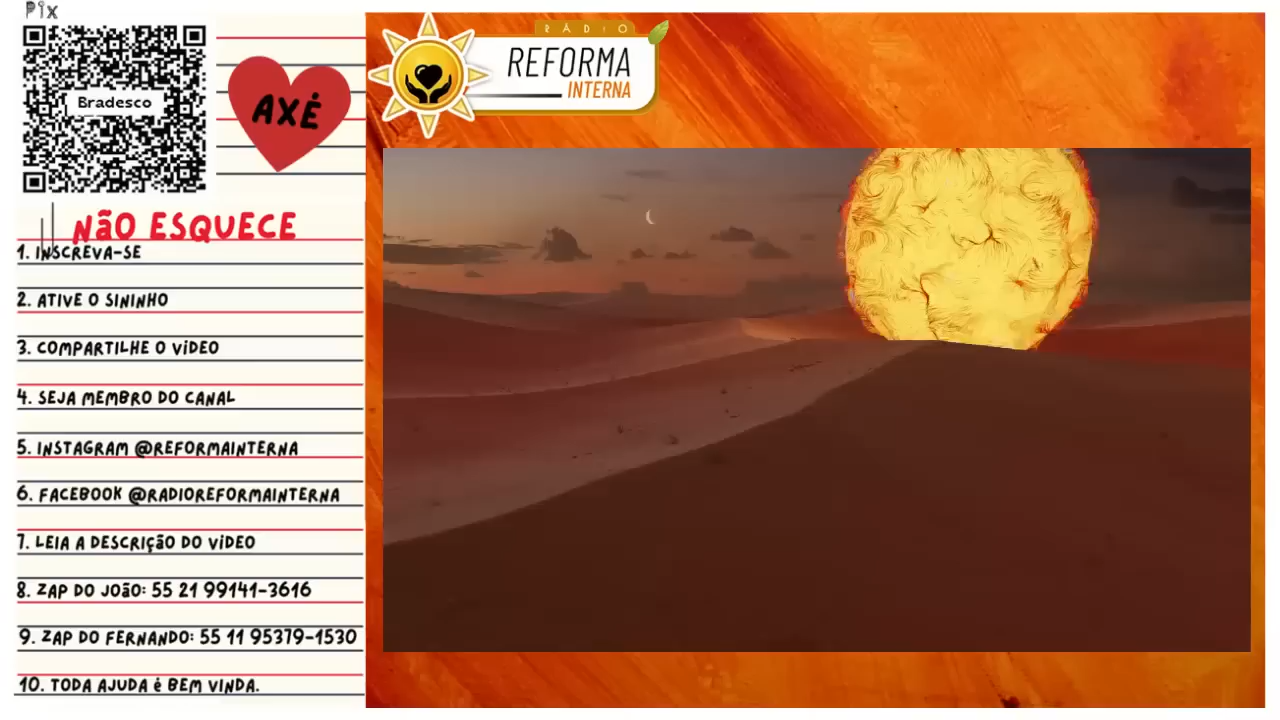 Pix
Bradesco
AXÉ
NÃO ESQUECE
1. INSCREVA-SE
2. ATIVE O SININHO
3. COMPARTILHE O VÍDEO
4. SEJA MEMBRO DO CANAL
5. INSTAGRAM @REFORMAINTERNA
6. FACEBOOK @RADIOREFORMAINTERNA
7. LEIA A DESCRIÇÃO DO VÍDEO
8. ZAP DO JOÃO: 55 21 99141-3616
9. ZAP DO FERNANDO: 55 11 95379-1530
10. TODA AJUDA É BEM VINDA.
RÁDIO
REFORMA
INTERNA